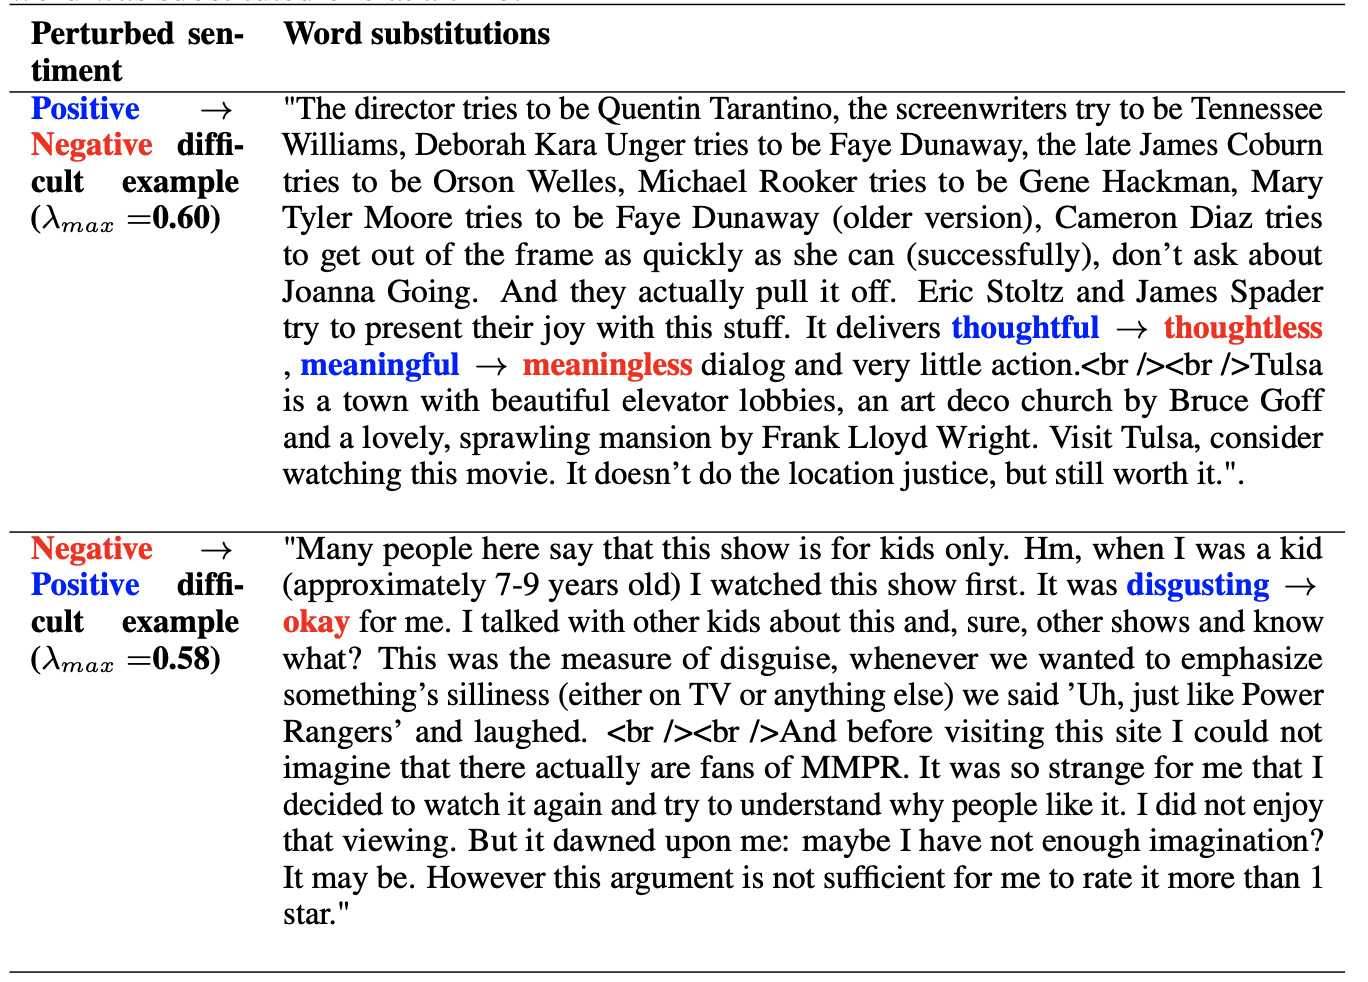 Perturbed sen-
timent
Word substitutions
Positive →
Negative diffi-
cult example
(λmax =0.60)
"The director tries to be Quentin Tarantino, the screenwriters try to be Tennessee
Williams, Deborah Kara Unger tries to be Faye Dunaway, the late James Coburn
tries to be Orson Welles, Michael Rooker tries to be Gene Hackman, Mary
Tyler Moore tries to be Faye Dunaway (older version), Cameron Diaz tries
to get out of the frame as quickly as she can (successfully), don't ask about
Joanna Going. And they actually pull it off. Eric Stoltz and James Spader
try to present their joy with this stuff. It delivers thoughtful → thoughtless
, meaningful → meaningless dialog and very little action.<br /><br />Tulsa
is a town with beautiful elevator lobbies, an art deco church by Bruce Goff
and a lovely, sprawling mansion by Frank Lloyd Wright. Visit Tulsa, consider
watching this movie. It doesn't do the location justice, but still worth it.".
Negative →
Positive diffi-
cult example
(λmax =0.58)
"Many people here say that this show is for kids only. Hm, when I was a kid
(approximately 7-9 years old) I watched this show first. It was disgusting →
okay for me. I talked with other kids about this and, sure, other shows and know
what? This was the measure of disguise, whenever we wanted to emphasize
something's silliness (either on TV or anything else) we said 'Uh, just like Power
Rangers' and laughed. <br /><br />And before visiting this site I could not
imagine that there actually are fans of MMPR. It was so strange for me that I
decided to watch it again and try to understand why people like it. I did not enjoy
that viewing. But it dawned upon me: maybe I have not enough imagination?
It may be. However this argument is not sufficient for me to rate it more than 1
star."